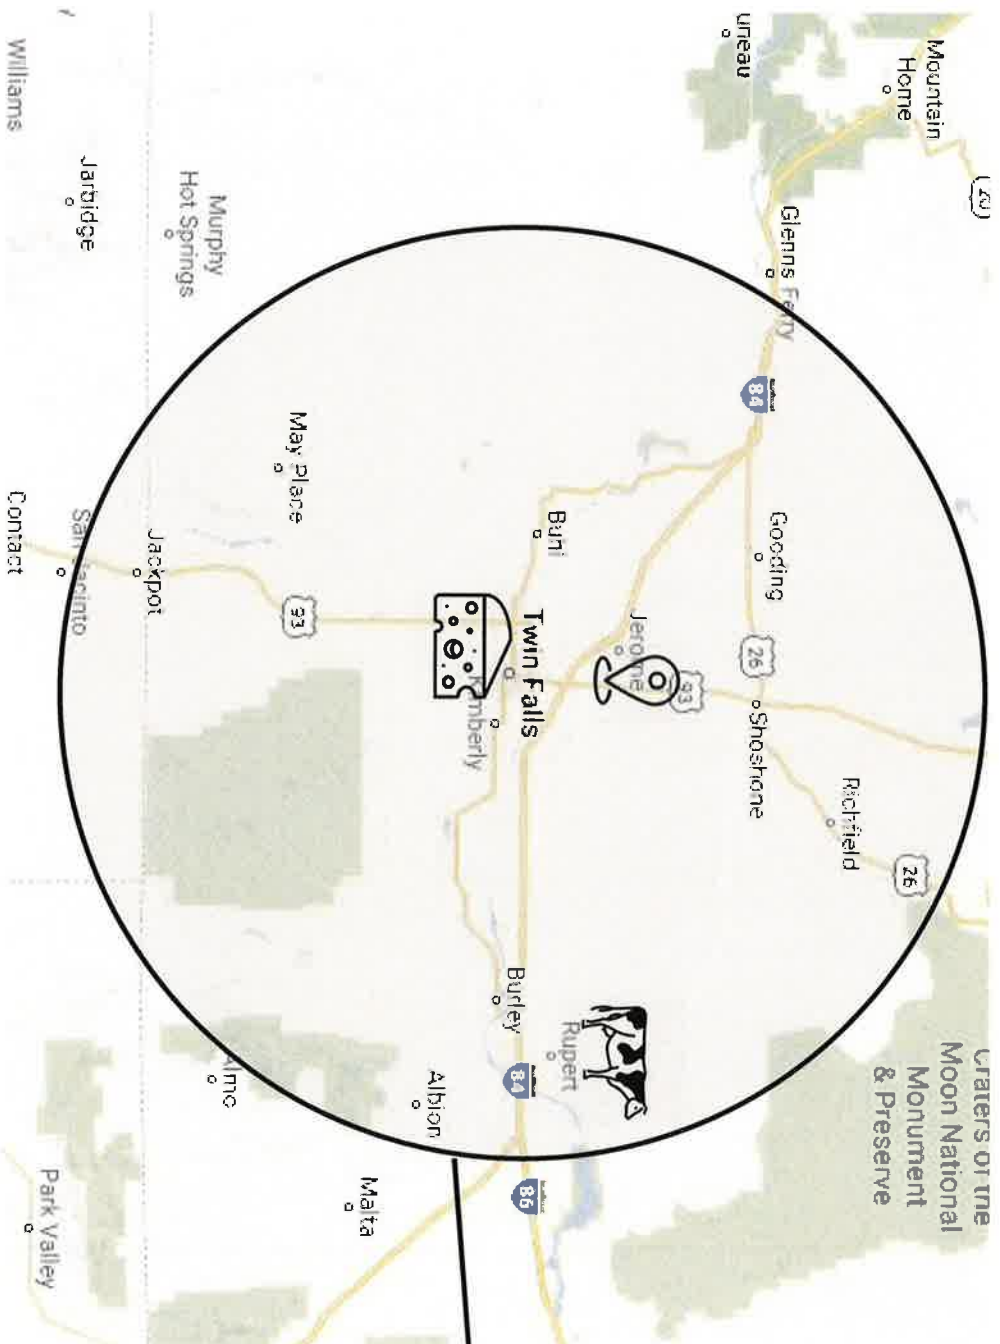 Mountain
Home
uneau
Glenns Ferry
84
Gooding
26
Shoshone
Richfield
26
Craters of the
Moon National
Monument
& Preserve
Jerome
93
Buhl
Twin Falls
Kimberly
Burley
Rupert
84
86
Albion
Malta
Almo
Park Valley
May Place
93
Murphy
Hot Springs
Jarbidge
Jackpot
San Jacinto
Contact
Williams